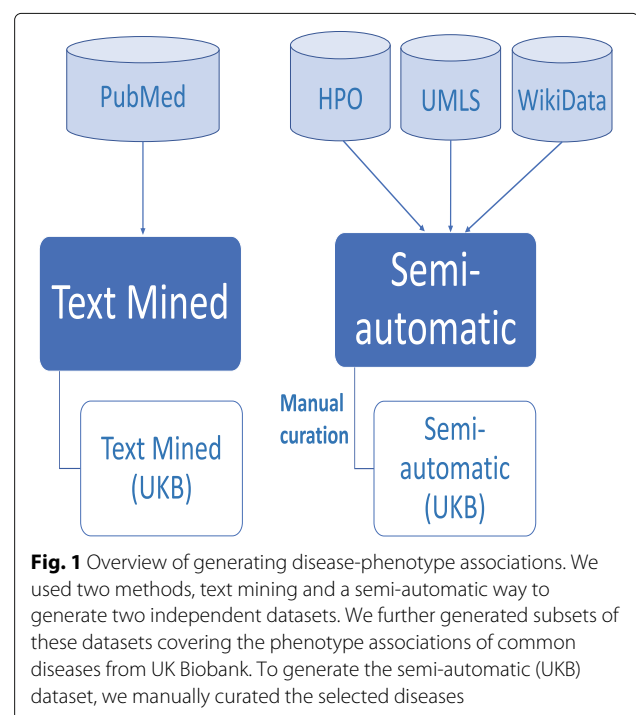 PubMed
HPO
UMLS
WikiData
Text Mined
Semi-
automatic
Manual
curation
Text Mined
(UKB)
Semi-
automatic
(UKB)
Fig. 1 Overview of generating disease-phenotype associations. We
used two methods, text mining and a semi-automatic way to
generate two independent datasets. We further generated subsets of
these datasets covering the phenotype associations of common
diseases from UK Biobank. To generate the semi-automatic (UKB)
dataset, we manually curated the selected diseases